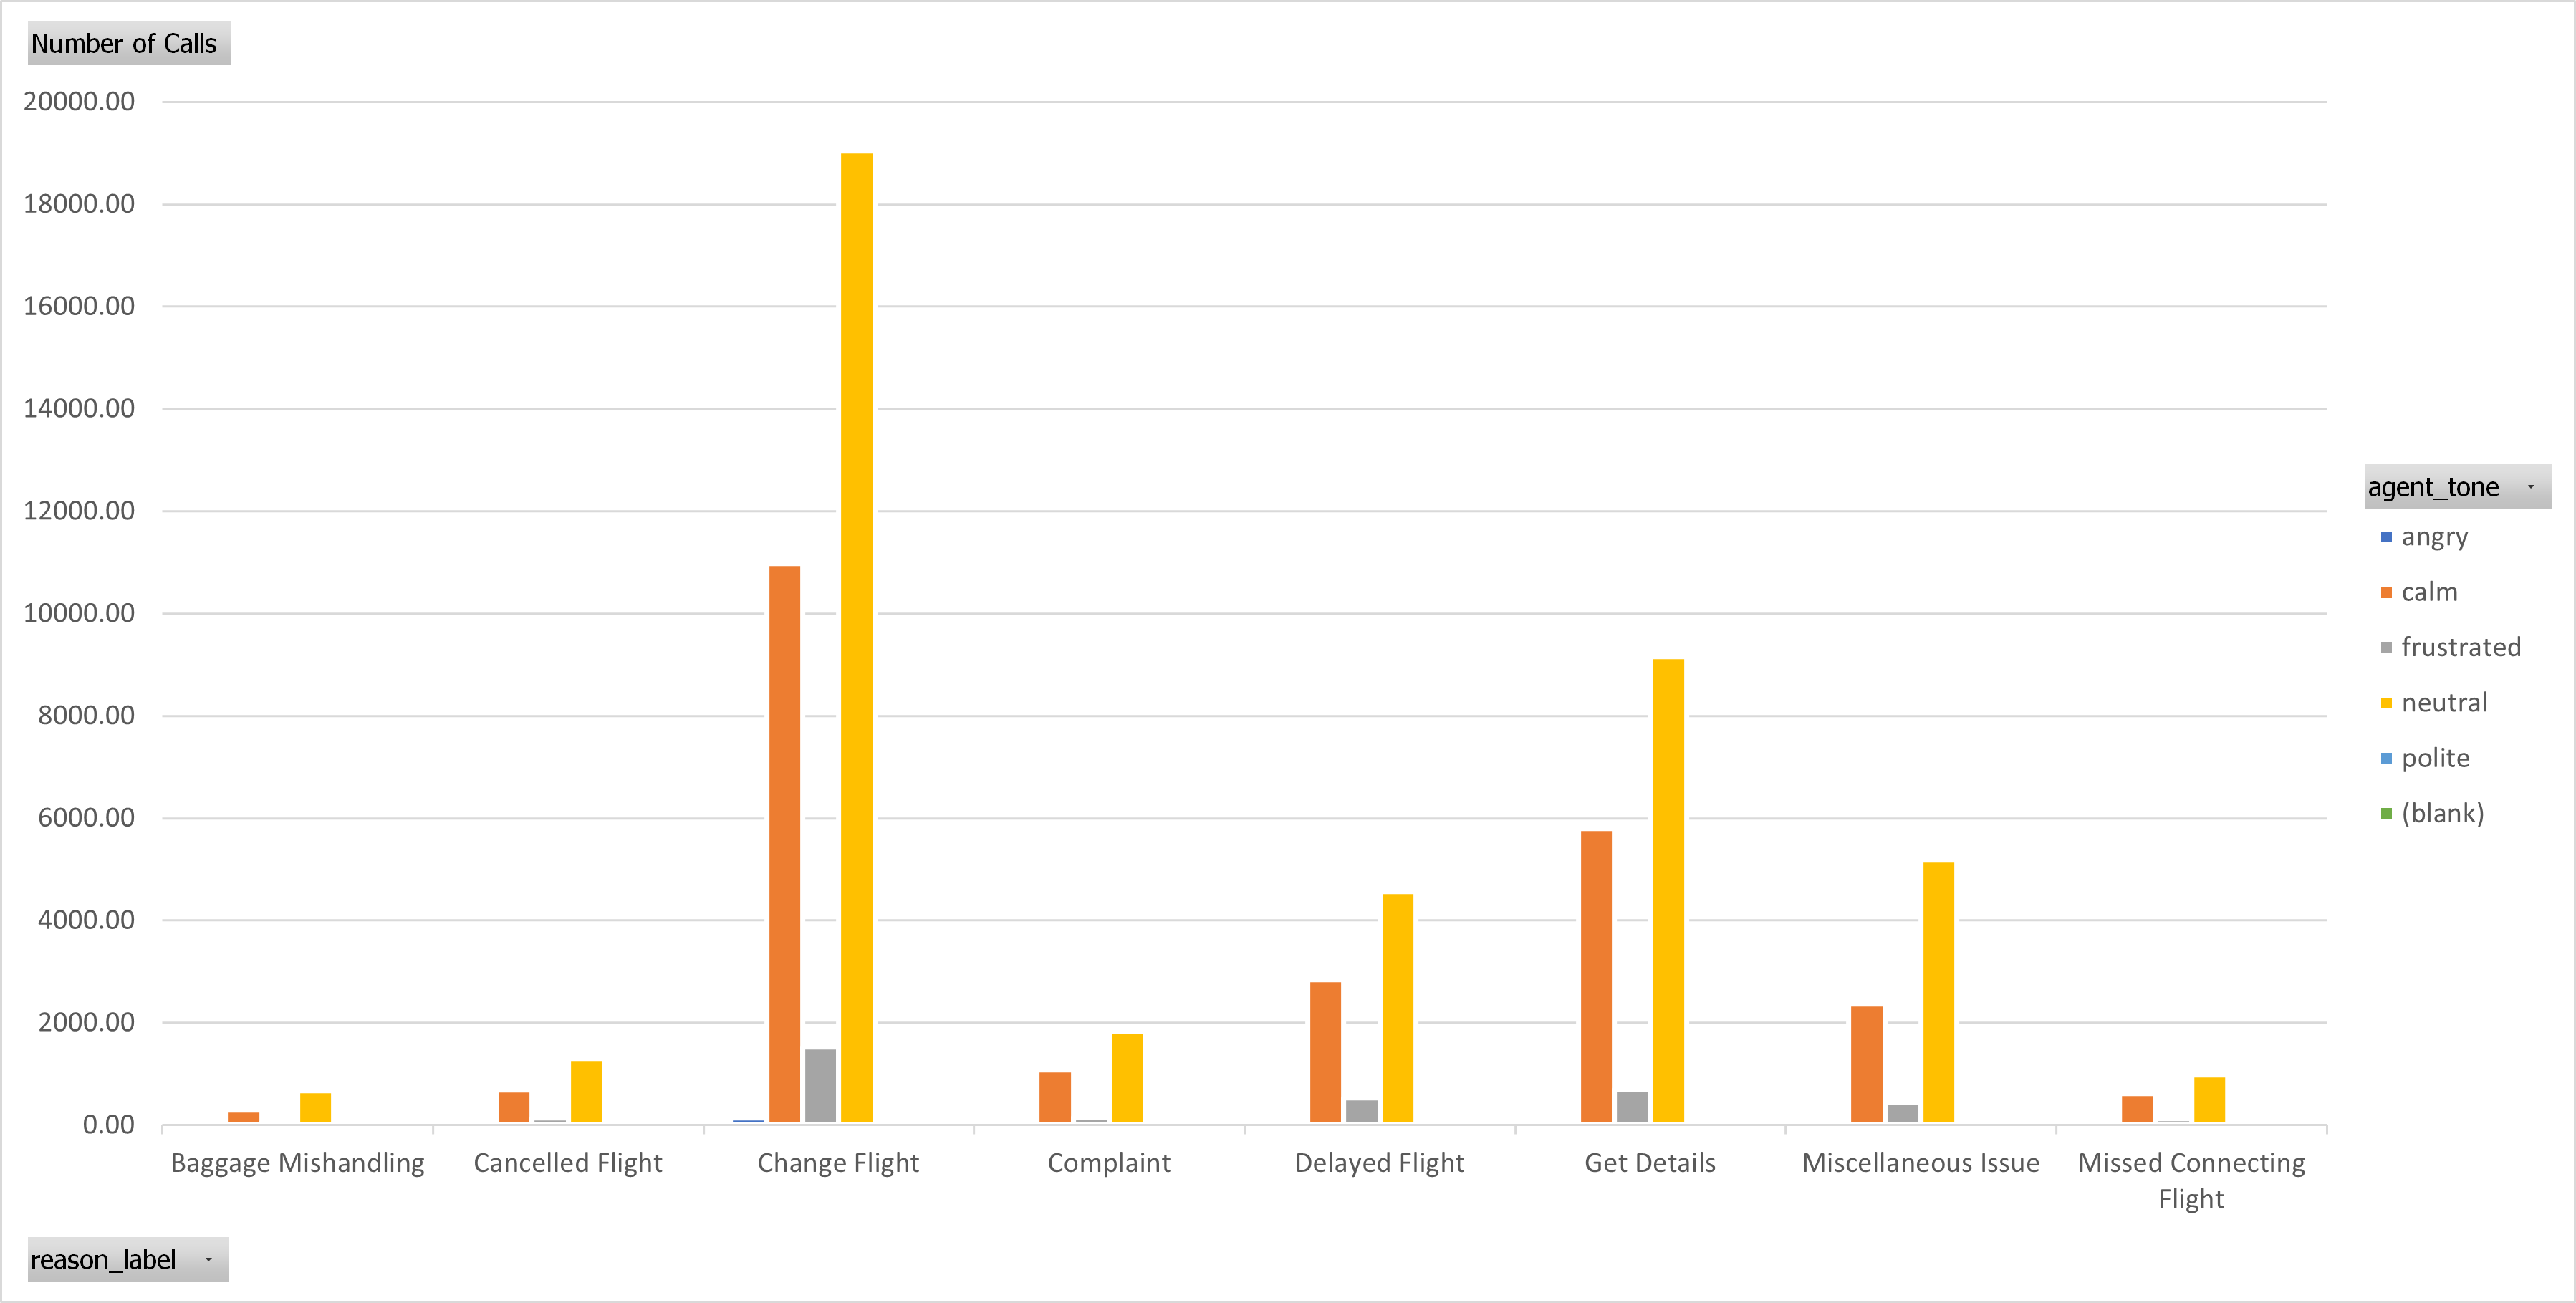 Number of Calls
20000.00
18000.00
16000.00
14000.00
12000.00
10000.00
8000.00
6000.00
4000.00
2000.00
0.00
Baggage Mishandling
Cancelled Flight
Change Flight
Complaint
Delayed Flight
Get Details
Miscellaneous Issue
Missed Connecting
Flight
reason_label
agent_tone
angry
calm
frustrated
neutral
polite
(blank)